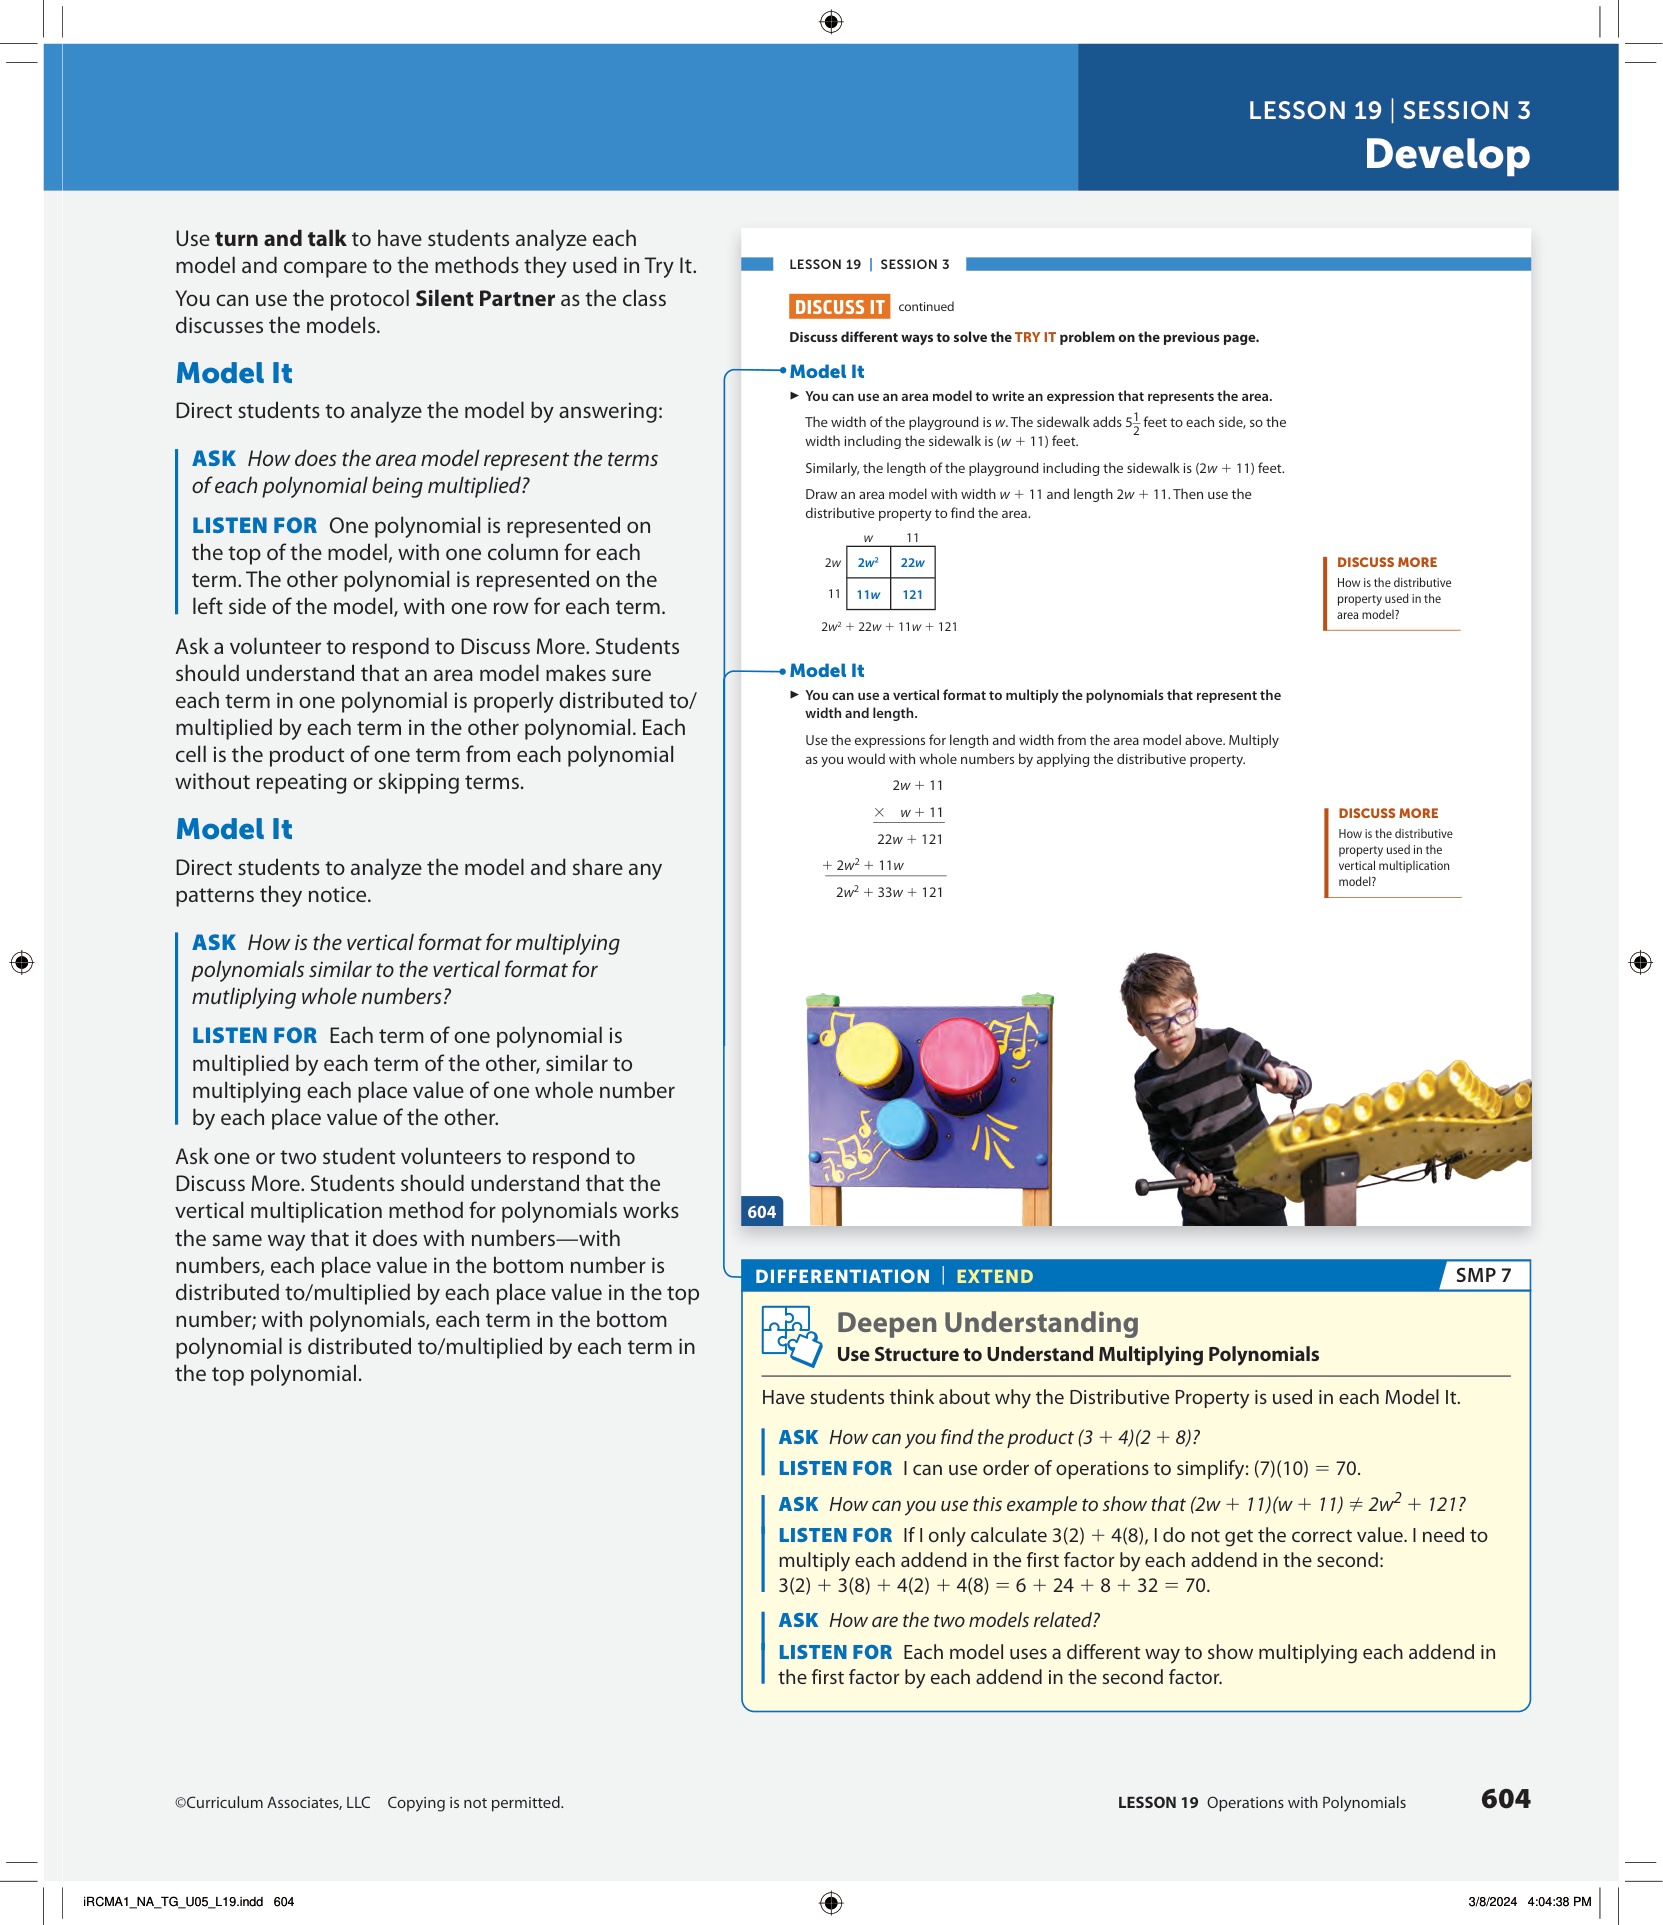 LESSON 19 | SESSION 3
Develop
Use turn and talk to have students analyze each
model and compare to the methods they used in Try It.
You can use the protocol Silent Partner as the class
discusses the models.
Model It
Direct students to analyze the model by answering:
ASK How does the area model represent the terms
of each polynomial being multiplied?
LISTEN FOR One polynomial is represented on
the top of the model, with one column for each
term. The other polynomial is represented on the
left side of the model, with one row for each term.
Ask a volunteer to respond to Discuss More. Students
should understand that an area model makes sure
each term in one polynomial is properly distributed to/
multiplied by each term in the other polynomial. Each
cell is the product of one term from each polynomial
without repeating or skipping terms.
Model It
Direct students to analyze the model and share any
patterns they notice.
ASK How is the vertical format for multiplying
polynomials similar to the vertical format for
mutliplying whole numbers?
LISTEN FOR Each term of one polynomial is
multiplied by each term of the other, similar to
multiplying each place value of one whole number
by each place value of the other.
Ask one or two student volunteers to respond to
Discuss More. Students should understand that the
vertical multiplication method for polynomials works
the same way that it does with numbers—with
numbers, each place value in the bottom number is
distributed to/multiplied by each place value in the top
number; with polynomials, each term in the bottom
polynomial is distributed to/multiplied by each term in
the top polynomial.
LESSON 19 | SESSION 3
DISCUSS IT continued
Discuss different ways to solve the TRY IT problem on the previous page.
Model It
▶ You can use an area model to write an expression that represents the area.
The width of the playground is w. The sidewalk adds 5 1/2 feet to each side, so the
width including the sidewalk is (w + 11) feet.
Similarly, the length of the playground including the sidewalk is (2w + 11) feet.
Draw an area model with width w + 11 and length 2w + 11. Then use the
distributive property to find the area.
w 11
2w 2w² 22w
11 11w 121
2w² + 22w + 11w + 121
DISCUSS MORE
How is the distributive
property used in the
area model?
Model It
▶ You can use a vertical format to multiply the polynomials that represent the
width and length.
Use the expressions for length and width from the area model above. Multiply
as you would with whole numbers by applying the distributive property.
2w + 11
× w + 11
22w + 121
+ 2w² + 11w
2w² + 33w + 121
DISCUSS MORE
How is the distributive
property used in the
vertical multiplication
model?
604
DIFFERENTIATION | EXTEND
SMP 7
Deepen Understanding
Use Structure to Understand Multiplying Polynomials
Have students think about why the Distributive Property is used in each Model It.
ASK How can you find the product (3 + 4)(2 + 8)?
LISTEN FOR I can use order of operations to simplify: (7)(10) = 70.
ASK How can you use this example to show that (2w + 11)(w + 11) ≠ 2w² + 121?
LISTEN FOR If I only calculate 3(2) + 4(8), I do not get the correct value. I need to
multiply each addend in the first factor by each addend in the second:
3(2) + 3(8) + 4(2) + 4(8) = 6 + 24 + 8 + 32 = 70.
ASK How are the two models related?
LISTEN FOR Each model uses a different way to show multiplying each addend in
the first factor by each addend in the second factor.
©Curriculum Associates, LLC Copying is not permitted.
LESSON 19 Operations with Polynomials 604
iRCMA1_NA_TG_U05_L19.indd 604
3/8/2024 4:04:38 PM